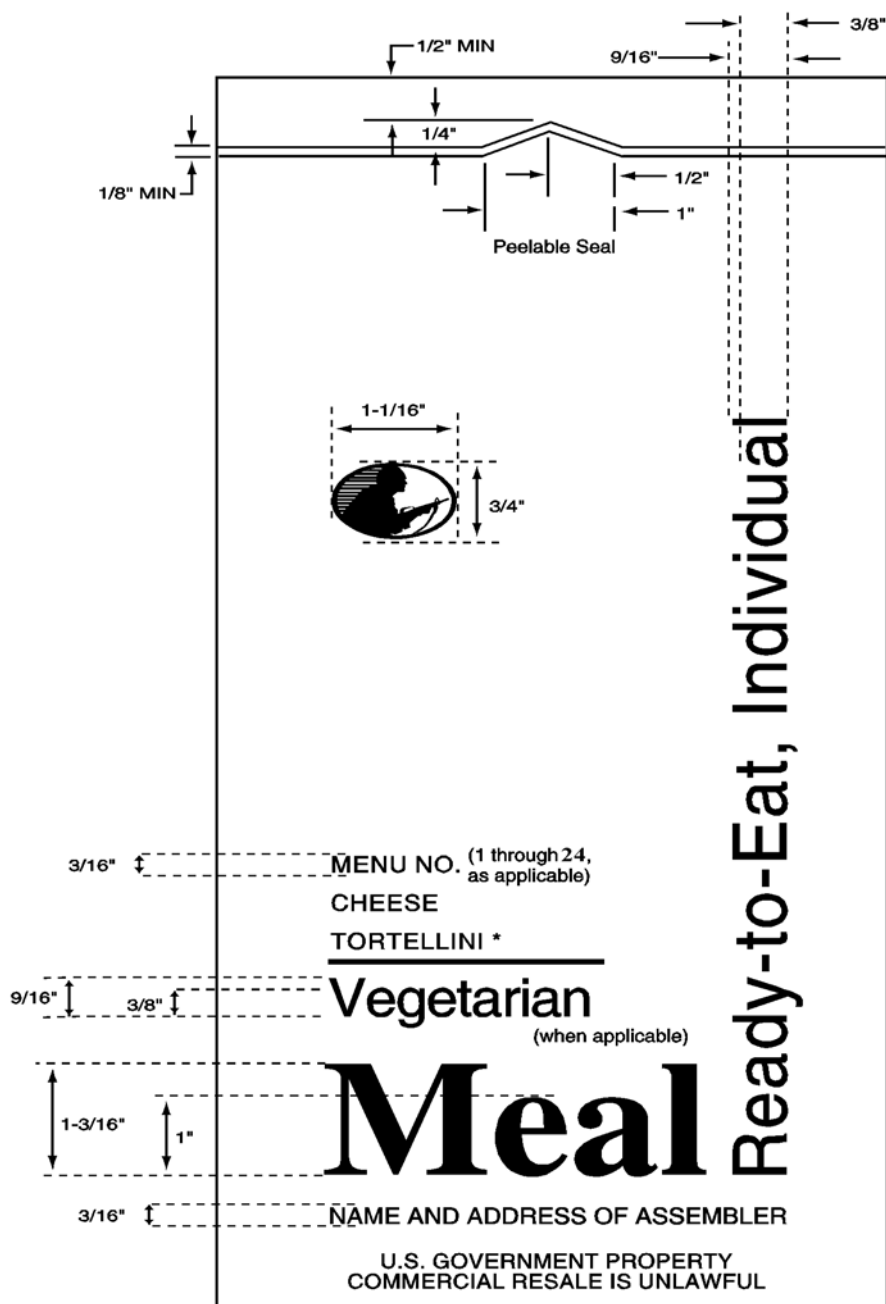 1/2" MIN
3/8"
9/16"
1/4"
1/8" MIN
1/2"
1"
Peelable Seal
1-1/16"
3/4"
Ready-to-Eat, Individual
3/16"
MENU NO. (1 through 24,
as applicable)
CHEESE
TORTELLINI *
9/16"
3/8"
Vegetarian
(when applicable)
1-3/16"
1"
Meal
3/16"
NAME AND ADDRESS OF ASSEMBLER
U.S. GOVERNMENT PROPERTY
COMMERCIAL RESALE IS UNLAWFUL